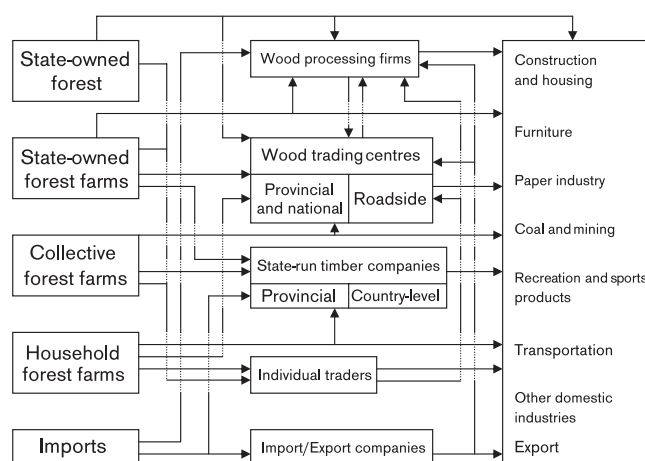 State-owned
forest
State-owned
forest farms
Collective
forest farms
Household
forest farms
Imports
Wood processing firms
Wood trading centres
Provincial
and national
Roadside
State-run timber companies
Provincial
Country-level
Individual traders
Import/Export companies
Construction
and housing
Furniture
Paper industry
Coal and mining
Recreation and sports
products
Transportation
Other domestic
industries
Export